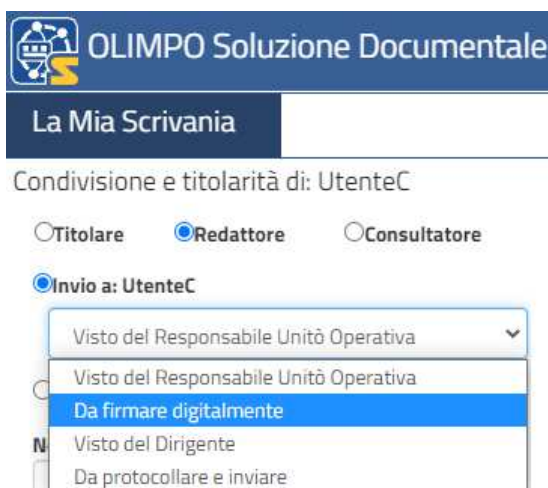 OLIMPO Soluzione Documentale
La Mia Scrivania
Condivisione e titolarità di: UtenteC
Titolare Redattore Consultatore
Invio a: UtenteC
Visto del Responsabile Unitò Operativa
Visto del Responsabile Unitò Operativa
Da firmare digitalmente
Visto del Dirigente
Da protocollare e inviare